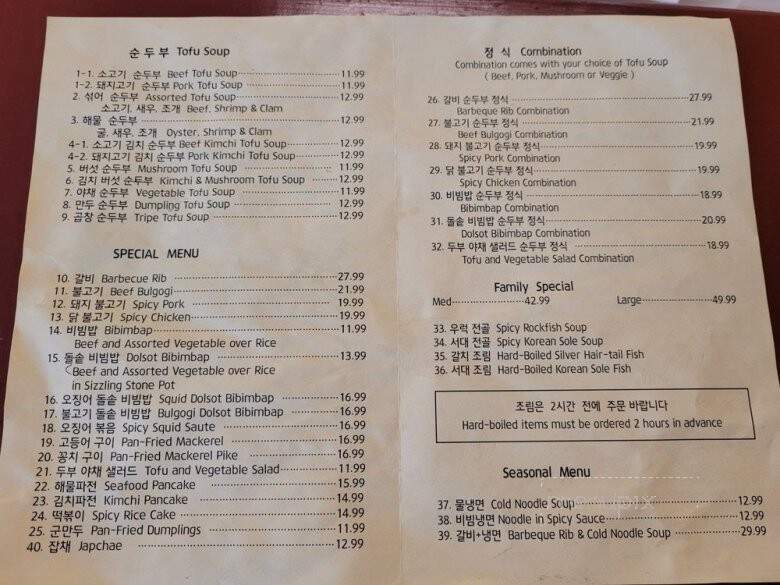 순두부 Tofu Soup
1-1. 소고기 순두부 Beef Tofu Soup 11.99
1-2. 돼지고기 순두부 Pork Tofu Soup 11.99
2. 섞어 순두부 Assorted Tofu Soup 12.99
소고기, 새우, 조개 Beef, Shrimp & Clam
3. 해물 순두부 12.99
굴, 새우, 조개 Oyster, Shrimp & Clam
4-1. 소고기 김치 순두부 Beef Kimchi Tofu Soup 12.99
4-2. 돼지고기 김치 순두부 Pork Kimchi Tofu Soup 12.99
5. 버섯 순두부 Mushroom Tofu Soup 11.99
6. 김치 버섯 순두부 Kimchi & Mushroom Tofu Soup 12.99
7. 야채 순두부 Vegetable Tofu Soup 11.99
8. 만두 순두부 Dumpling Tofu Soup 12.99
9. 곱창 순두부 Tripe Tofu Soup 12.99
SPECIAL MENU
10. 갈비 Barbecue Rib 27.99
11. 불고기 Beef Bulgogi 21.99
12. 돼지 불고기 Spicy Pork 19.99
13. 닭 불고기 Spicy Chicken 19.99
14. 비빔밥 Bibimbap 11.99
Beef and Assorted Vegetable over Rice
15. 돌솥 비빔밥 Dolsot Bibimbap 13.99
(Beef and Assorted Vegetable over Rice
in Sizzling Stone Pot
16. 오징어 돌솥 비빔밥 Squid Dolsot Bibimbap 16.99
17. 불고기 돌솥 비빔밥 Bulgogi Dolsot Bibimbap 16.99
18. 오징어 볶음 Spicy Squid Saute 16.99
19. 고등어 구이 Pan-Fried Mackerel 16.99
20. 꽁치 구이 Pan-Fried Mackerel Pike 16.99
21. 두부 야채 샐러드 Tofu and Vegetable Salad 11.99
22. 해물파전 Seafood Pancake 15.99
23. 김치파전 Kimchi Pancake 14.99
24. 떡볶이 Spicy Rice Cake 14.99
25. 군만두 Pan-Fried Dumplings 11.99
40. 잡채 Japchae 12.99
정식 Combination
Combination comes with your choice of Tofu Soup
( Beef, Pork, Mushroom or Veggie )
26. 갈비 순두부 정식 27.99
Barbeque Rib Combination
27. 불고기 순두부 정식 21.99
Beef Bulgogi Combination
28. 돼지 불고기 순두부 정식 19.99
Spicy Pork Combination
29. 닭 불고기 순두부 정식 19.99
Spicy Chicken Combination
30. 비빔밥 순두부 정식 18.99
Bibimbap Combination
31. 돌솥 비빔밥 순두부 정식 20.99
Dolsot Bibimbap Combination
32. 두부 야채 샐러드 순두부 정식 18.99
Tofu and Vegetable Salad Combination
Family Special
Med 42.99 Large 49.99
33. 우럭 전골 Spicy Rockfish Soup
34. 서대 전골 Spicy Korean Sole Soup
35. 갈치 조림 Hard-Boiled Silver Hair-tail Fish
36. 서대 조림 Hard-Boiled Korean Sole Fish
조림은 2시간 전에 주문 바랍니다
Hard-boiled items must be ordered 2 hours in advance
Seasonal Menu
37. 물냉면 Cold Noodle Soup 12.99
38. 비빔냉면 Noodle in Spicy Sauce 12.99
39. 갈비+냉면 Barbeque Rib & Cold Noodle Soup 29.99